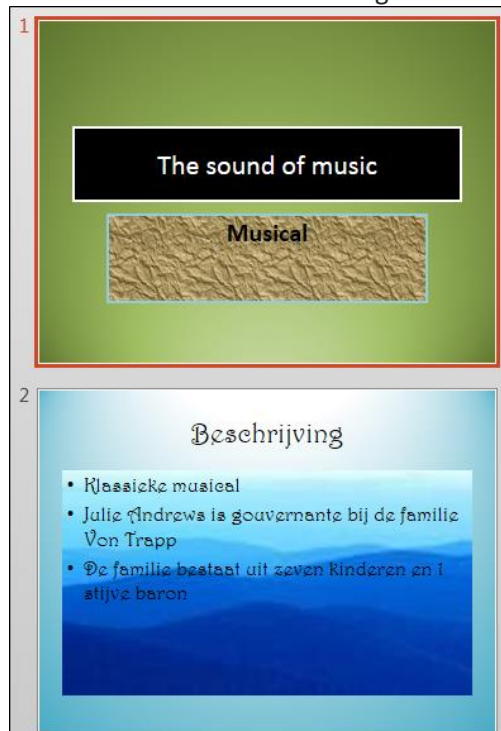 1
The sound of music
Musical
2
Beschrijving
• Klassieke musical
• Julie Andrews is gouvernante bij de familie
Von Trapp
• De familie bestaat uit zeven kinderen en 1
stijve baron